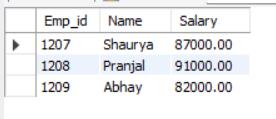 Emp_id Name Salary
1207 Shaurya 87000.00
1208 Pranjal 91000.00
1209 Abhay 82000.00